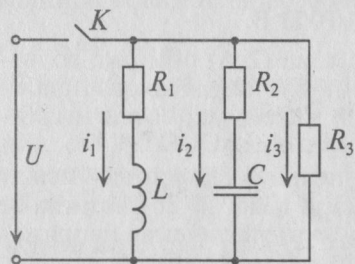 K
R₁ R₂
U i₁ i₂ i₃ R₃
L C